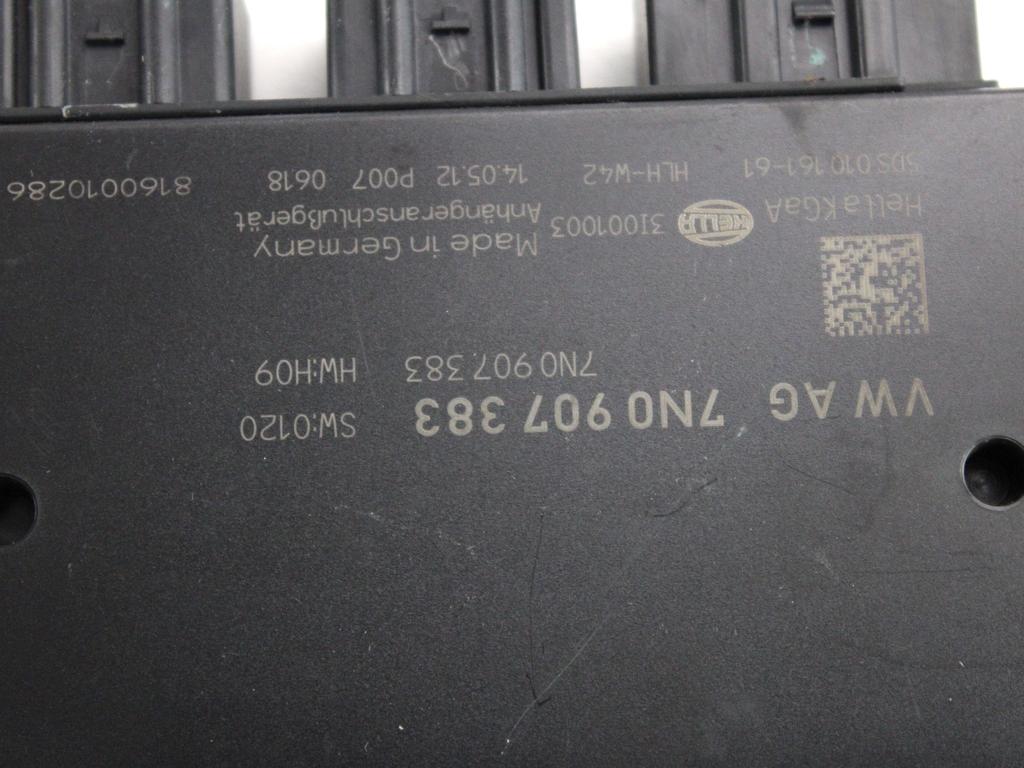 VW AG 7N0 907 383 SW:0120
7N0 907 383 HW:H09
Made in Germany
Hella KGaA HELLA 31001003 Anhängeranschlußgerät
5DS 010 161-61 HLH-W42 14.05.12 P007 0618 8160010286